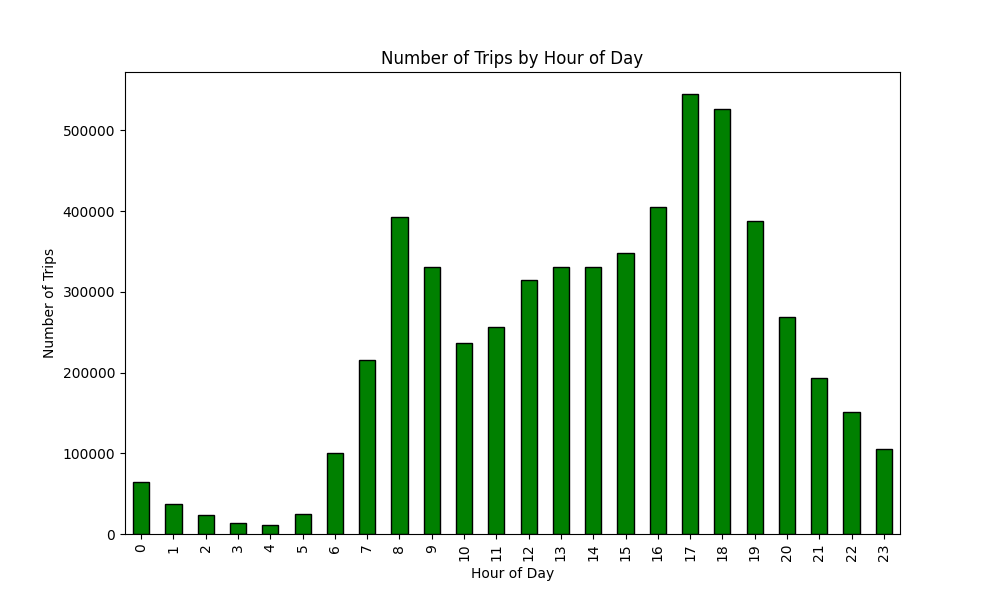 Number of Trips by Hour of Day
500000
400000
300000
200000
100000
0
Number of Trips
0 1 2 3 4 5 6 7 8 9 10 11 12 13 14 15 16 17 18 19 20 21 22 23
Hour of Day